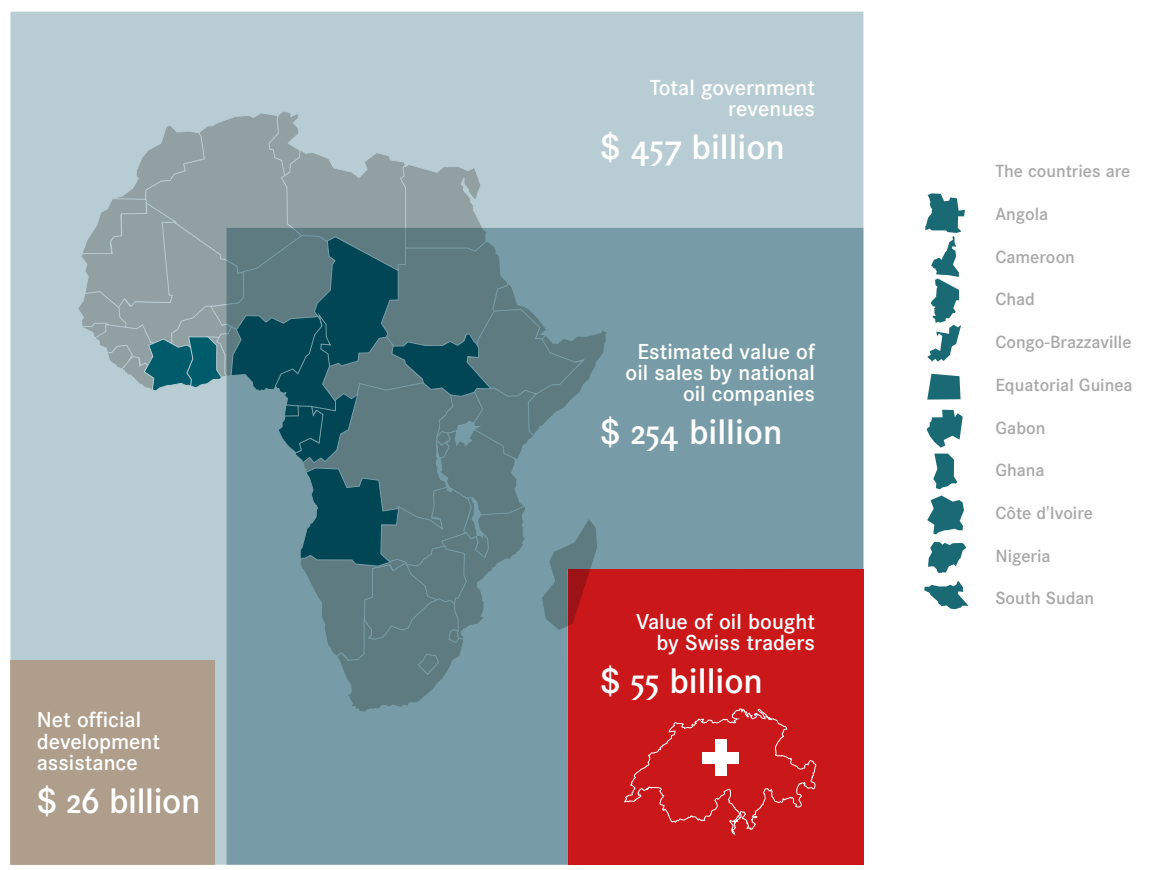 Total government
revenues
$ 457 billion
Estimated value of
oil sales by national
oil companies
$ 254 billion
Value of oil bought
by Swiss traders
$ 55 billion
Net official
development
assistance
$ 26 billion
The countries are
Angola
Cameroon
Chad
Congo-Brazzaville
Equatorial Guinea
Gabon
Ghana
Côte d'Ivoire
Nigeria
South Sudan